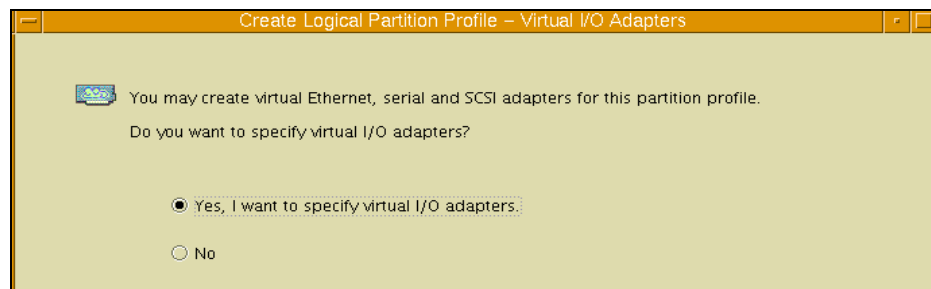 Create Logical Partition Profile – Virtual I/O Adapters
You may create virtual Ethernet, serial and SCSI adapters for this partition profile.
Do you want to specify virtual I/O adapters?
Yes, I want to specify virtual I/O adapters.
No